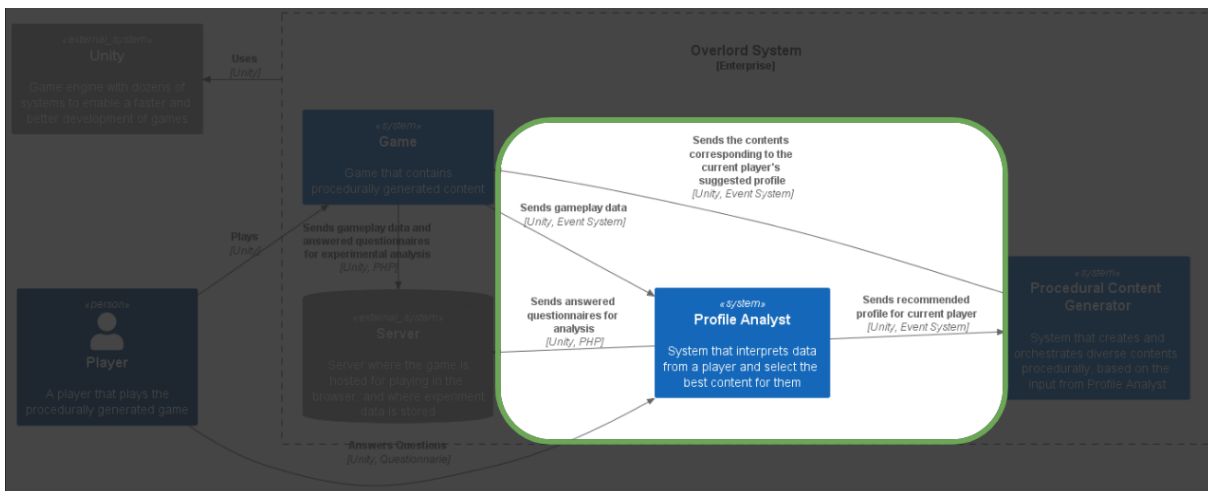 «external_system»
Unity
Game engine with dozens of
systems to enable a faster and
better development of games
Uses
[Unity]
Overlord System
[Enterprise]
«system»
Game
Game that contains
procedurally generated content
Sends the contents
corresponding to the
current player's
suggested profile
[Unity, Event System]
Sends gameplay data
[Unity, Event System]
Plays
[Unity]
Sends gameplay data and
answered questionnaires
for experimental analysis
[Unity, PHP]
«person»
Player
A player that plays the
procedurally generated game
«external_system»
Server
Server where the game is
hosted for playing in the
browser, and where experiment
data is stored
Sends answered
questionnaires for
analysis
[Unity, PHP]
«system»
Profile Analyst
System that interprets data
from a player and select the
best content for them
Sends recommended
profile for current player
[Unity, Event System]
«system»
Procedural Content
Generator
System that creates and
orchestrates diverse contents
procedurally, based on the
input from Profile Analyst
Answers Questions
[Unity, Questionnarie]